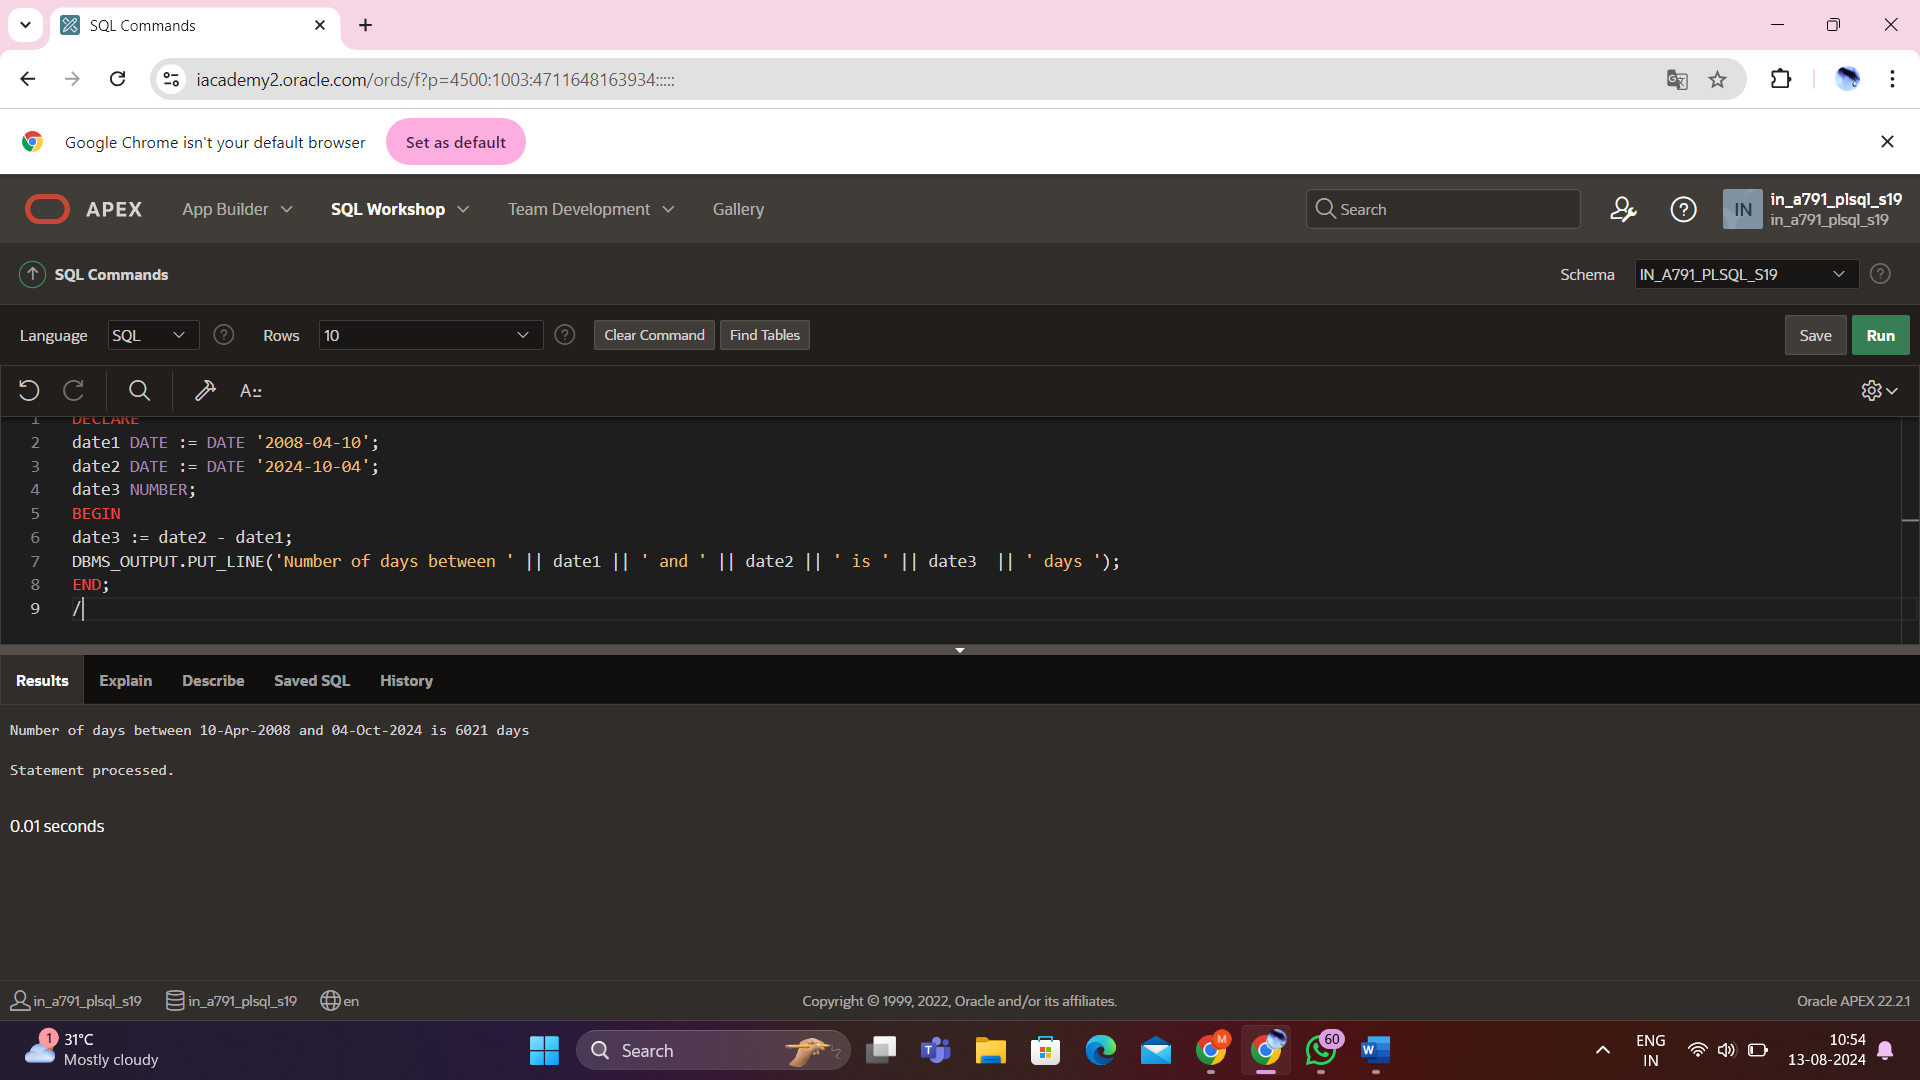 SQL Commands
iacademy2.oracle.com/ords/f?p=4500:1003:4711648163934:::::
Google Chrome isn't your default browser
Set as default
APEX
App Builder
SQL Workshop
Team Development
Gallery
Search
IN
in_a791_plsql_s19
in_a791_plsql_s19
SQL Commands
Schema
IN_A791_PLSQL_S19
Language
SQL
Rows
10
Clear Command
Find Tables
Save
Run
1 DECLARE
2 date1 DATE := DATE '2008-04-10';
3 date2 DATE := DATE '2024-10-04';
4 date3 NUMBER;
5 BEGIN
6 date3 := date2 - date1;
7 DBMS_OUTPUT.PUT_LINE('Number of days between ' || date1 || ' and ' || date2 || ' is ' || date3  || ' days ');
8 END;
9 /
Results
Explain
Describe
Saved SQL
History
Number of days between 10-Apr-2008 and 04-Oct-2024 is 6021 days
Statement processed.
0.01 seconds
in_a791_plsql_s19
in_a791_plsql_s19
en
Copyright © 1999, 2022, Oracle and/or its affiliates.
Oracle APEX 22.2.1
1
31°C
Mostly cloudy
Search
M
60
ENG
IN
10:54
13-08-2024